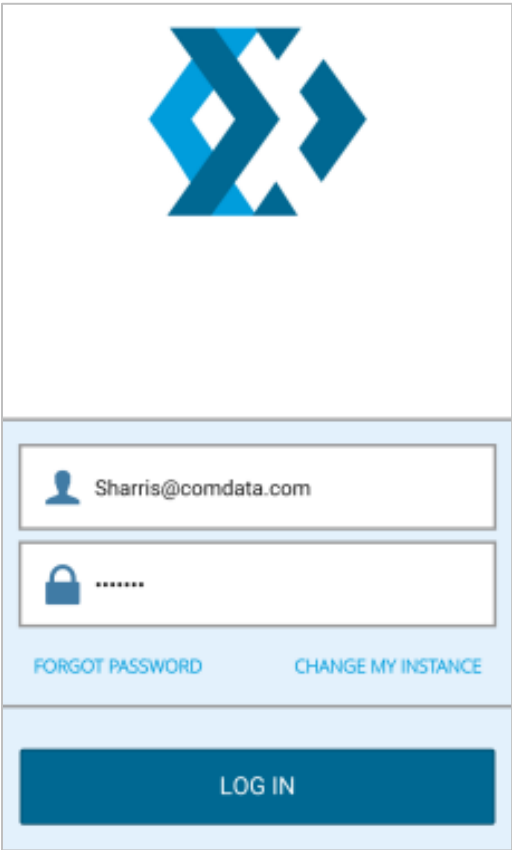 Sharris@comdata.com
•••••••
FORGOT PASSWORD
CHANGE MY INSTANCE
LOG IN